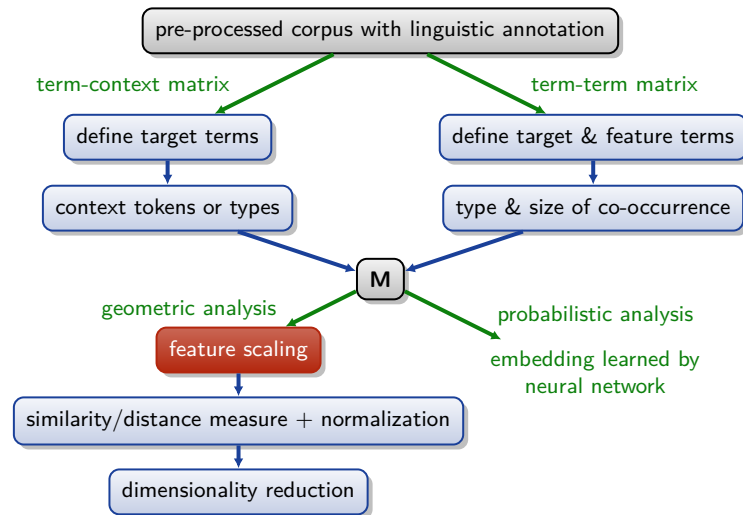 pre-processed corpus with linguistic annotation
term-context matrix
term-term matrix
define target terms
define target & feature terms
context tokens or types
type & size of co-occurrence
M
geometric analysis
probabilistic analysis
feature scaling
embedding learned by
neural network
similarity/distance measure + normalization
dimensionality reduction